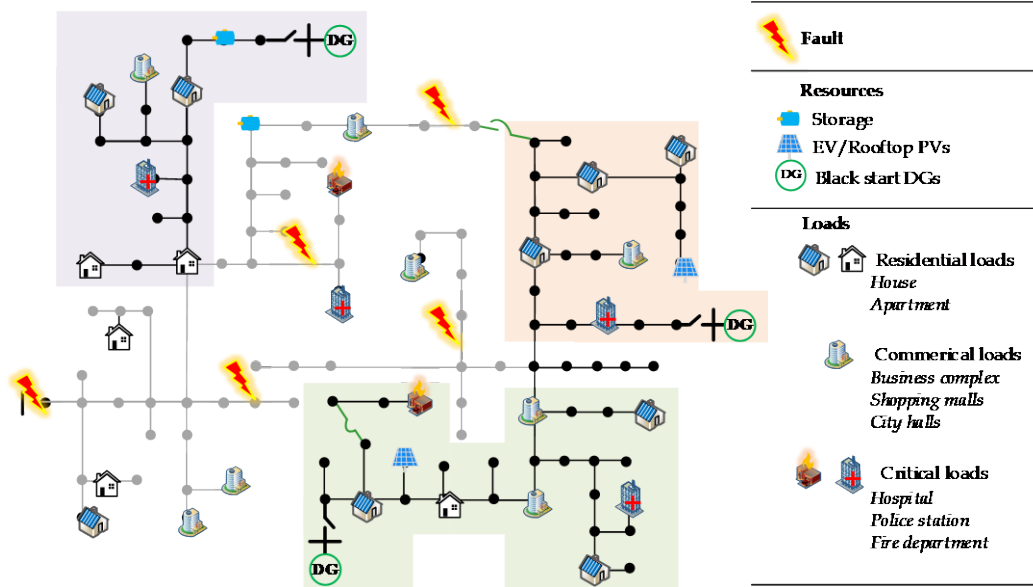 DG
DG
DG
Fault
Resources
Storage
EV/Rooftop PVs
DG
Black start DGs
Loads
Residential loads
House
Apartment
Commerical loads
Business complex
Shopping malls
City halls
Critical loads
Hospital
Police station
Fire department